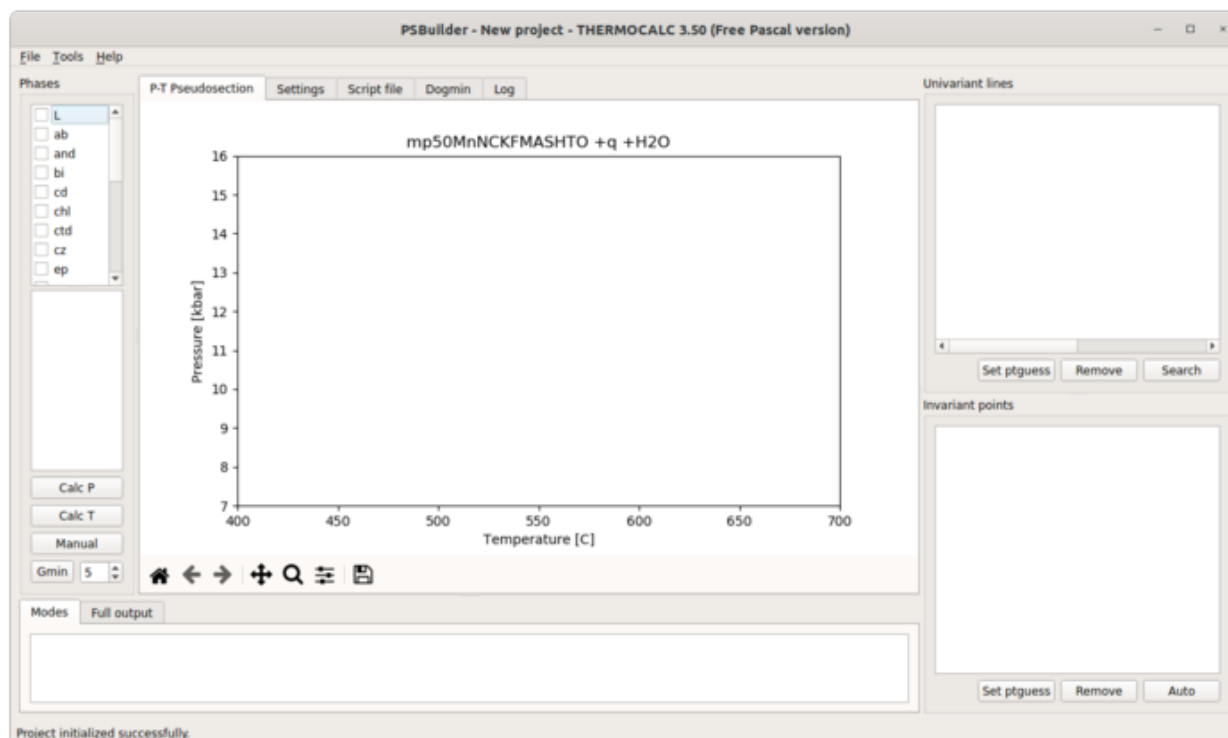 PSBuilder - New project - THERMOCALC 3.50 (Free Pascal version)
File Tools Help
Phases
L
ab
and
bi
cd
chl
ctd
cz
ep
Calc P
Calc T
Manual
Gmin 5
P-T Pseudosection Settings Script file Dogmin Log
mp50MnNCKFMASHTO +q +H2O
Pressure [kbar]
16
15
14
13
12
11
10
9
8
7
400 450 500 550 600 650 700
Temperature [C]
Modes Full output
Univariant lines
Set ptguess Remove Search
Invariant points
Set ptguess Remove Auto
Project initialized successfully.